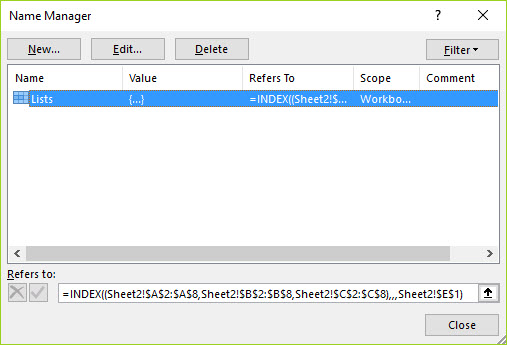 Name Manager ? ×
New... Edit... Delete Filter
Name Value Refers To Scope Comment
Lists {...} =INDEX((Sheet2!$... Workbo...
Refers to:
=INDEX((Sheet2!$A$2:$A$8,Sheet2!$B$2:$B$8,Sheet2!$C$2:$C$8),,,Sheet2!$E$1)
Close